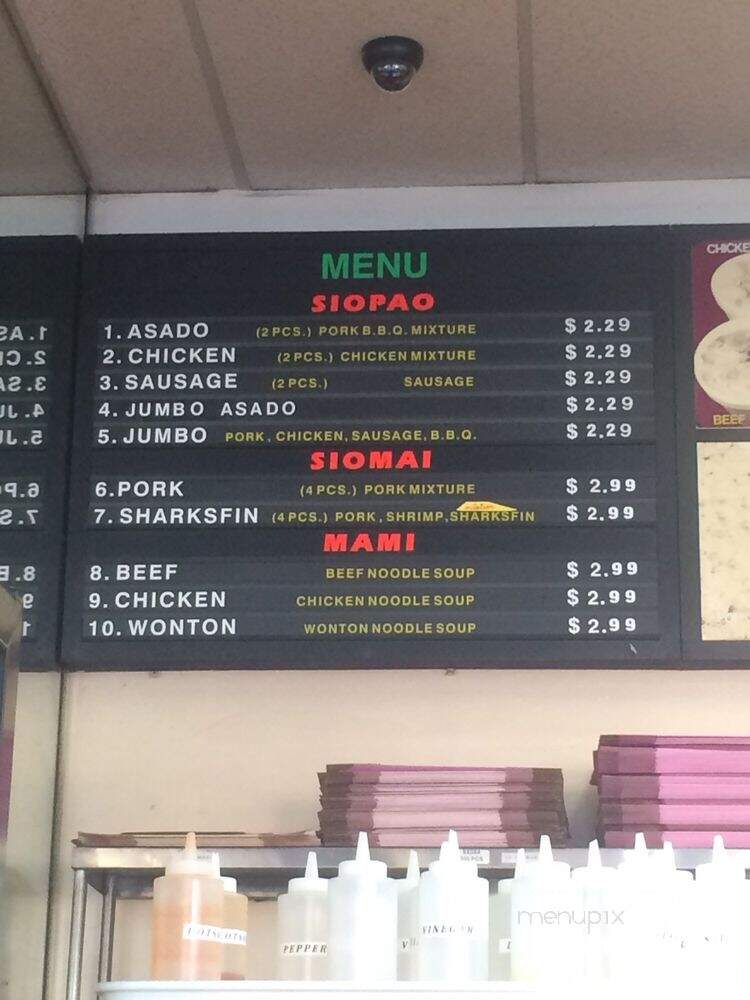 MENU
SIOPAO
1. ASADO (2 PCS.) PORK B.B.Q. MIXTURE $ 2.29
2. CHICKEN (2 PCS.) CHICKEN MIXTURE $ 2.29
3. SAUSAGE (2 PCS.) SAUSAGE $ 2.29
4. JUMBO ASADO $ 2.29
5. JUMBO PORK, CHICKEN, SAUSAGE, B.B.Q. $ 2.29
SIOMAI
6. PORK (4 PCS.) PORK MIXTURE $ 2.99
7. SHARKSFIN (4 PCS.) PORK, SHRIMP, SHARKSFIN $ 2.99
MAMI
8. BEEF BEEF NOODLE SOUP $ 2.99
9. CHICKEN CHICKEN NOODLE SOUP $ 2.99
10. WONTON WONTON NOODLE SOUP $ 2.99
CHICKE
BEEF
PEPPER
menupix